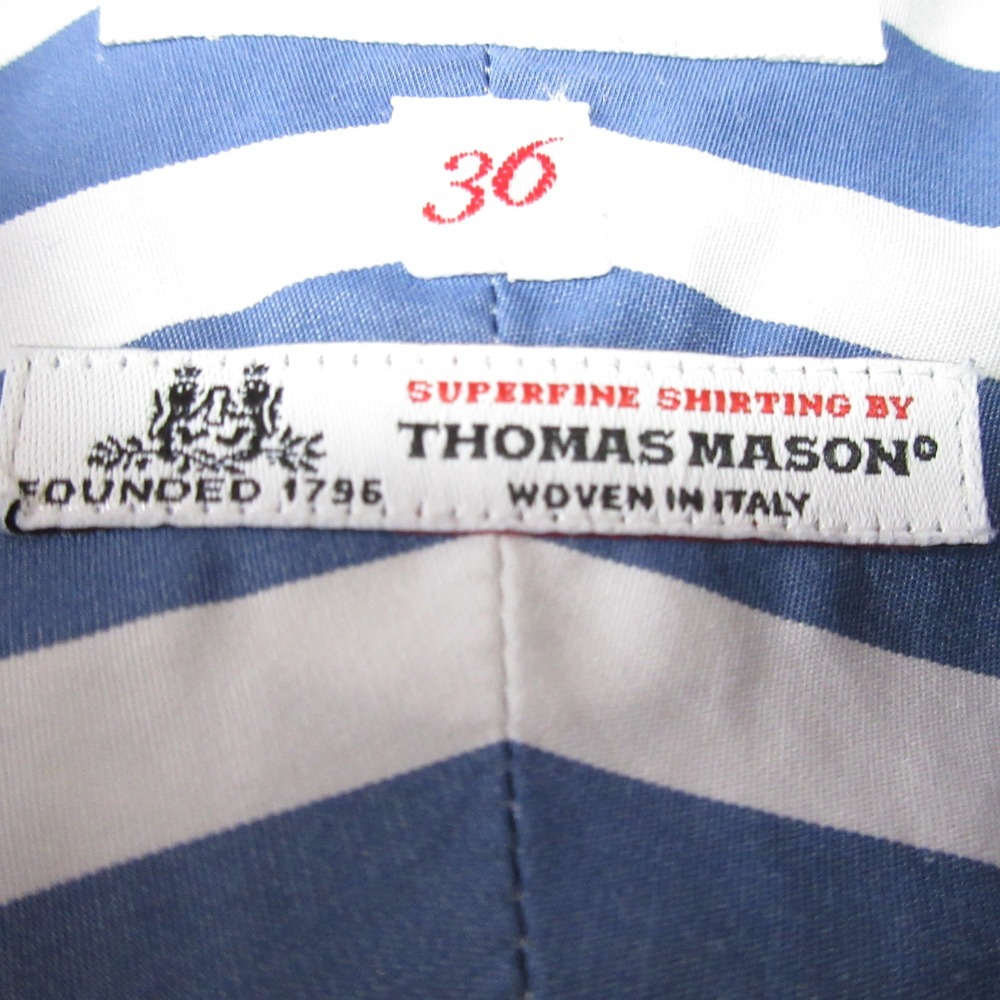 36
SUPERFINE SHIRTING BY
THOMAS MASON®
FOUNDED 1796
WOVEN IN ITALY